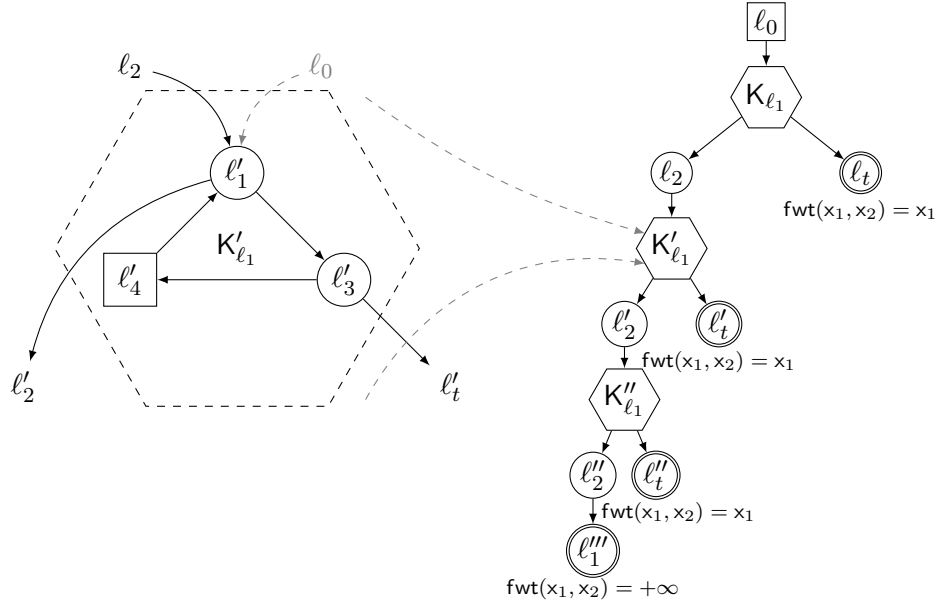 ℓ₂
ℓ₀
ℓ′₁
K′ℓ₁
ℓ′₄
ℓ′₃
ℓ′₂
ℓ′ₜ
ℓ₀
Kℓ₁
ℓ₂
ℓₜ
fwt(x₁, x₂) = x₁
K′ℓ₁
ℓ′₂
ℓ′ₜ
fwt(x₁, x₂) = x₁
K″ℓ₁
ℓ″₂
ℓ″ₜ
fwt(x₁, x₂) = x₁
ℓ‴₁
fwt(x₁, x₂) = +∞